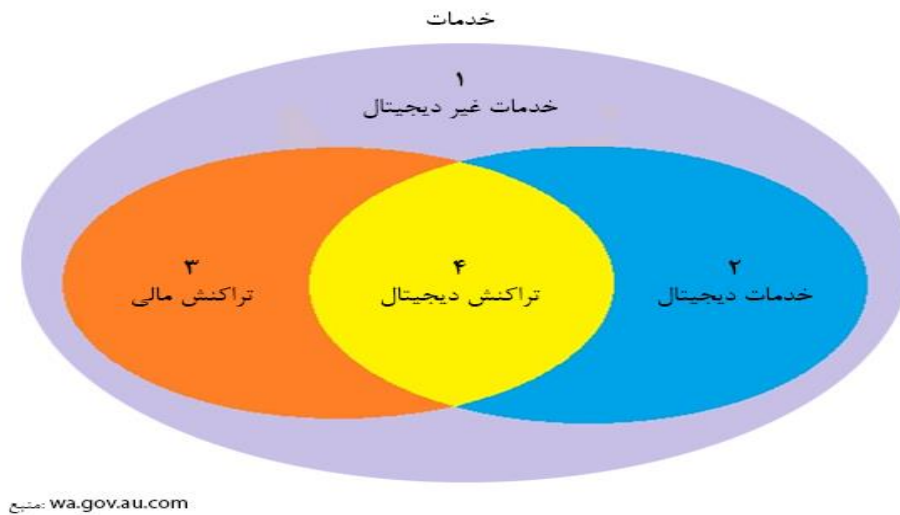 خدمات
۱
خدمات غیر دیجیتال
۲
خدمات دیجیتال
۴
تراکنش دیجیتال
۳
تراکنش مالی
منبع: wa.gov.au.com